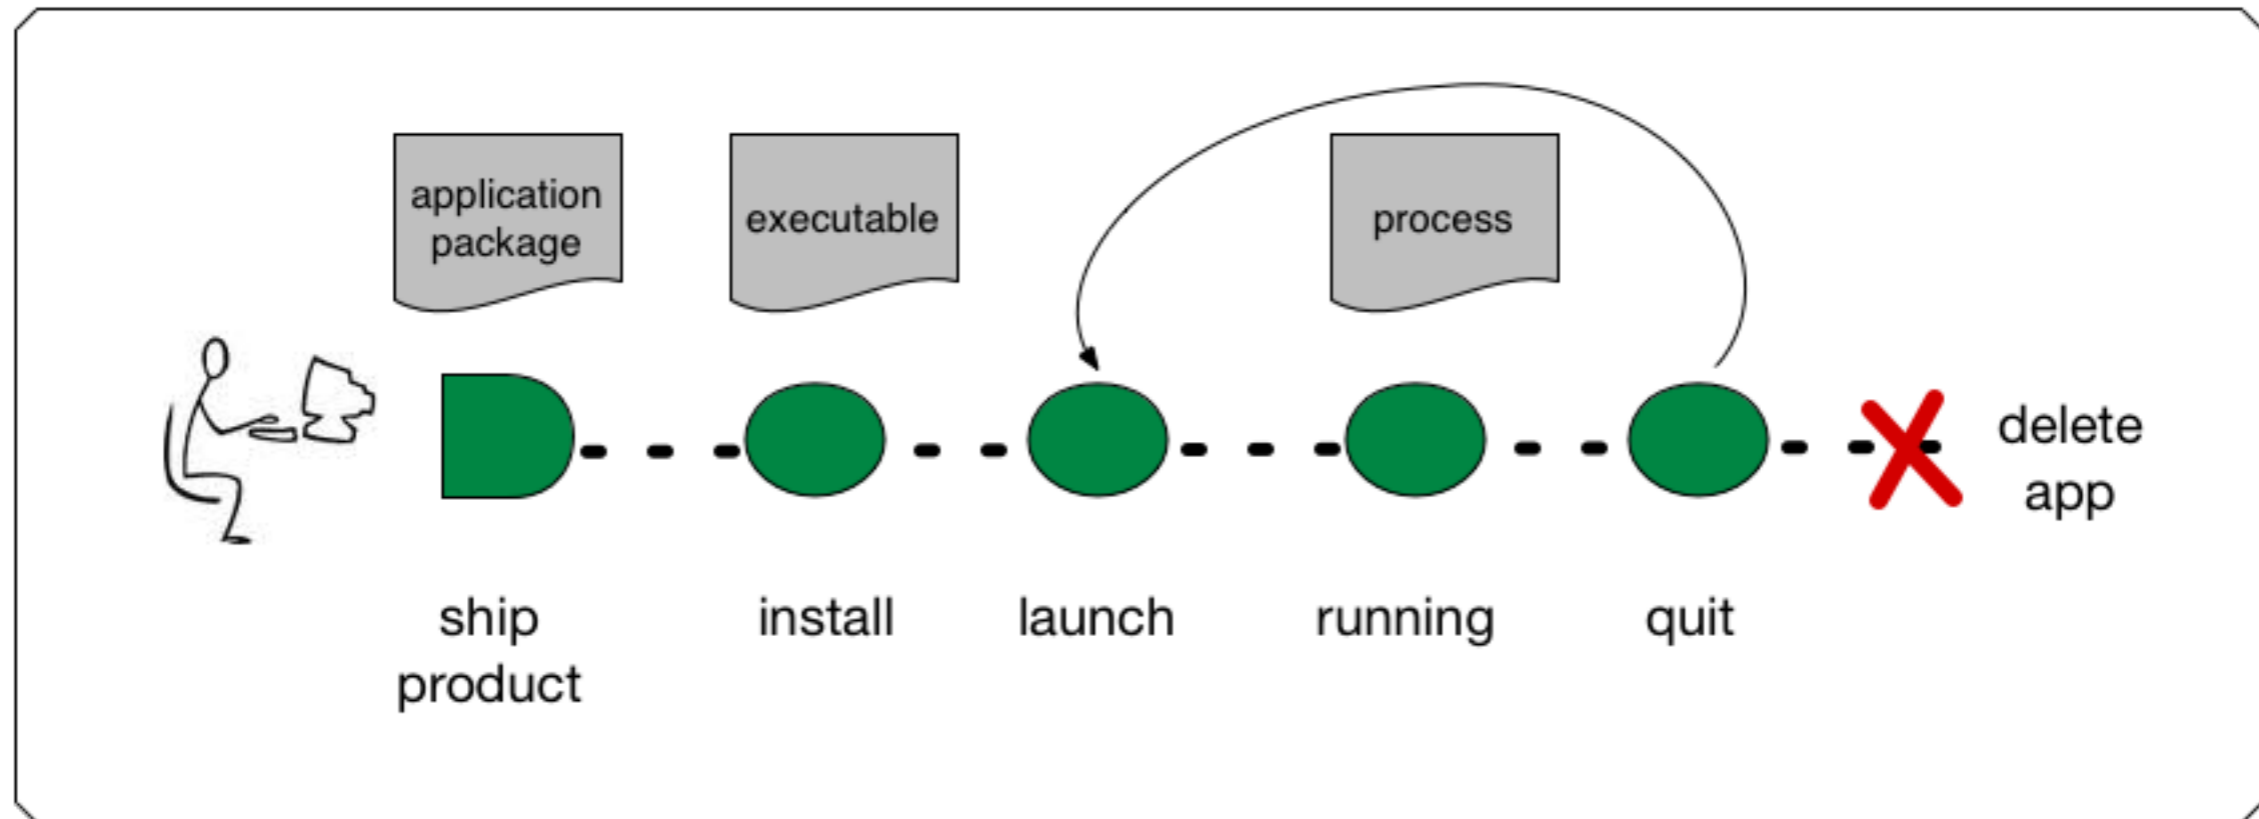 application
package
executable
process
delete
app
ship
product
install
launch
running
quit